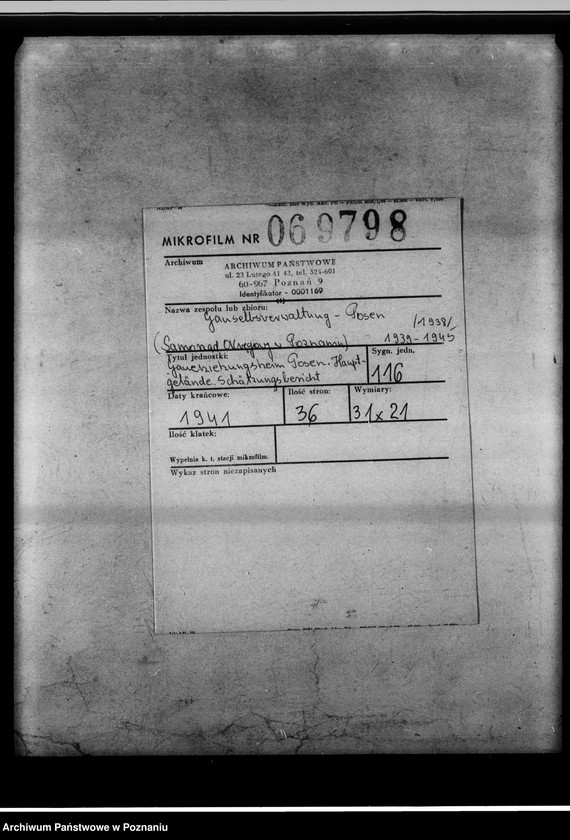 MIKROFILM NR 069798
Archiwum
ARCHIWUM PAŃSTWOWE
ul. 23 Lutego 41 43, tel. 524-601
60-967 Poznań 9
Identyfikator - 0001169
Nazwa zespołu lub zbioru:
Gauselbsverwaltung - Posen /1938/
(Samorząd Okręgowy w Poznaniu) 1939-1945
Tytuł jednostki: Sygn. jedn.
Gauerziehungsheim Posen. Haupt-
gelände. Schätzungsbericht 116
Daty krańcowe: Ilość stron: Wymiary:
1941 36 31 x 21
Ilość klatek:
Wypełnia k. t. stacji mikrofilm.
Wykaz stron niezapisanych
Archiwum Państwowe w Poznaniu